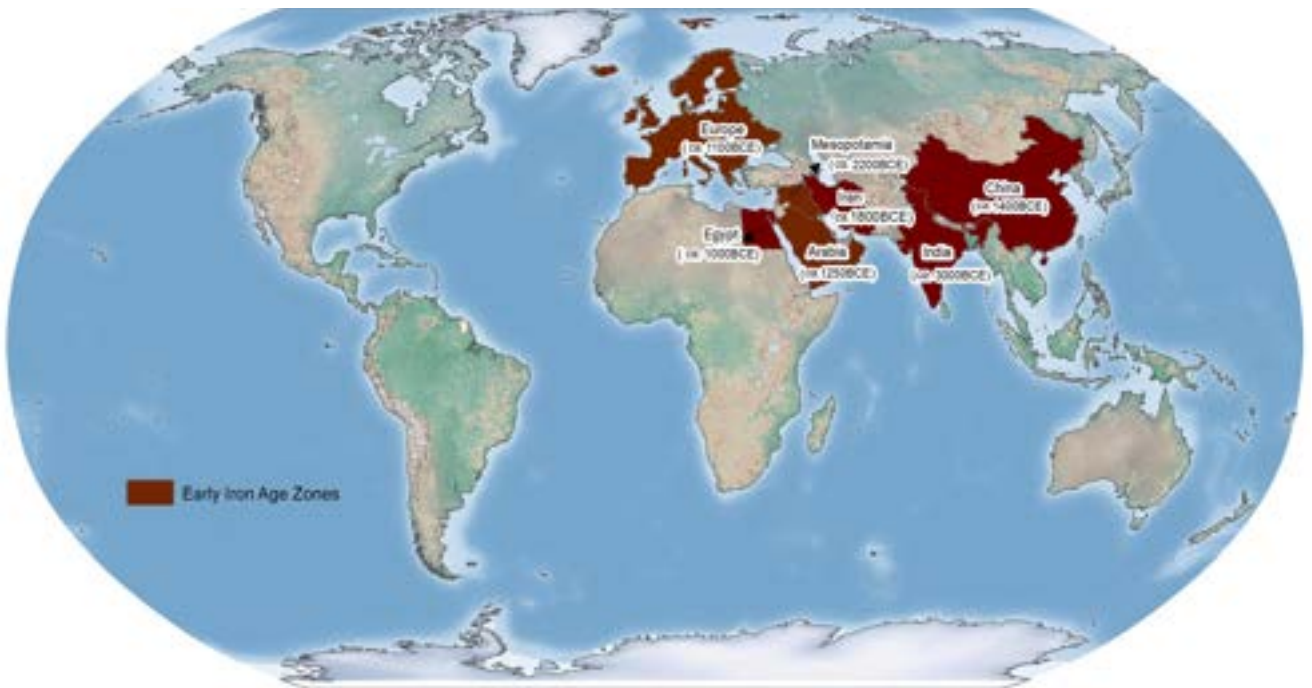 Europe
(ca. 1100BCE)
Mesopotamia
(ca. 2200BCE)
China
(ca. 1400BCE)
Iran
(ca. 1800BCE)
Egypt
( ca. 1000BCE)
Arabia
(ca. 1250BCE)
India
(ca. 3000BCE)
Early Iron Age Zones